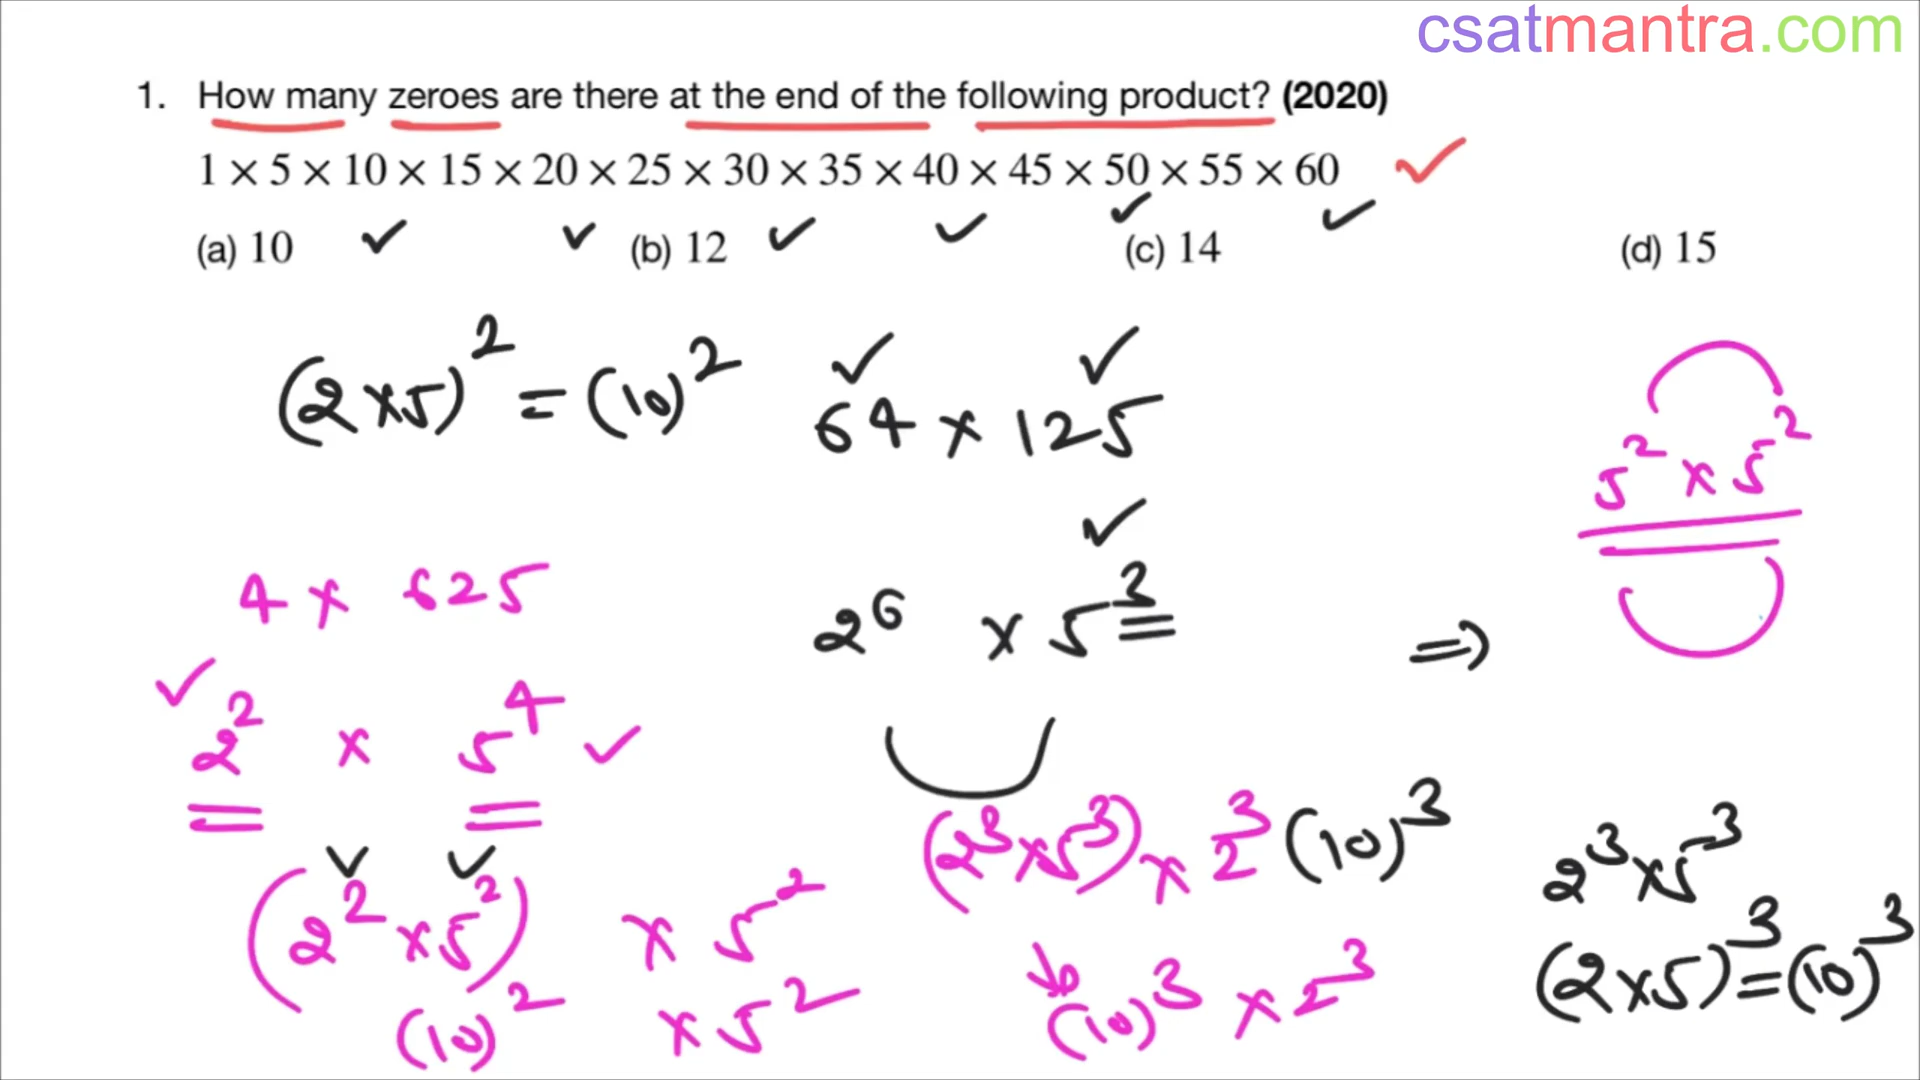 csatmantra.com
1. How many zeroes are there at the end of the following product? (2020)
1 × 5 × 10 × 15 × 20 × 25 × 30 × 35 × 40 × 45 × 50 × 55 × 60
(a) 10 (b) 12 (c) 14 (d) 15
(2×5)² = (10)²
64 × 125
5² × 5²
4 × 625
2⁶ × 5³ ⇒
2² × 5⁴
(2³×5³) × 2³ (10)³
2³×5³
(2²×5²) × 5²
(10)³ × 2³
(2×5)³=(10)³
(10)² × 5²